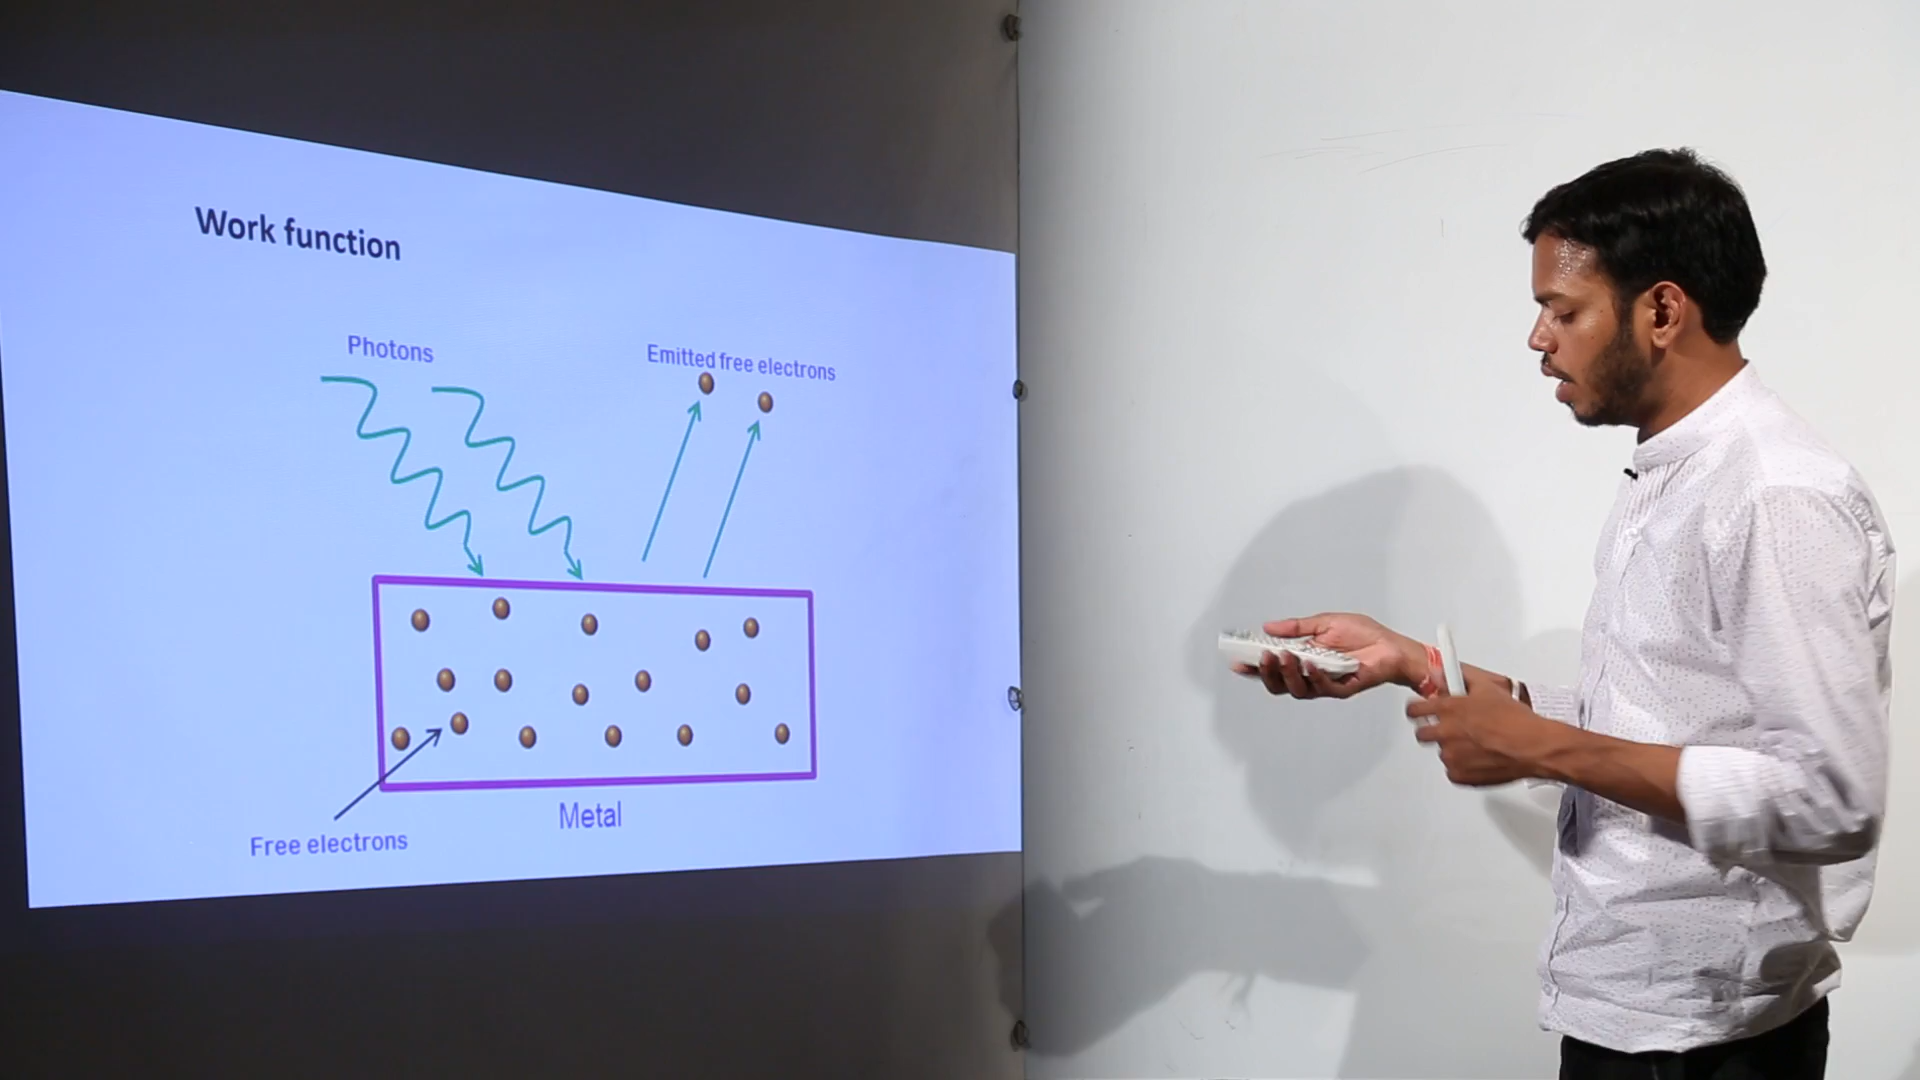 Work function
Photons
Emitted free electrons
Metal
Free electrons